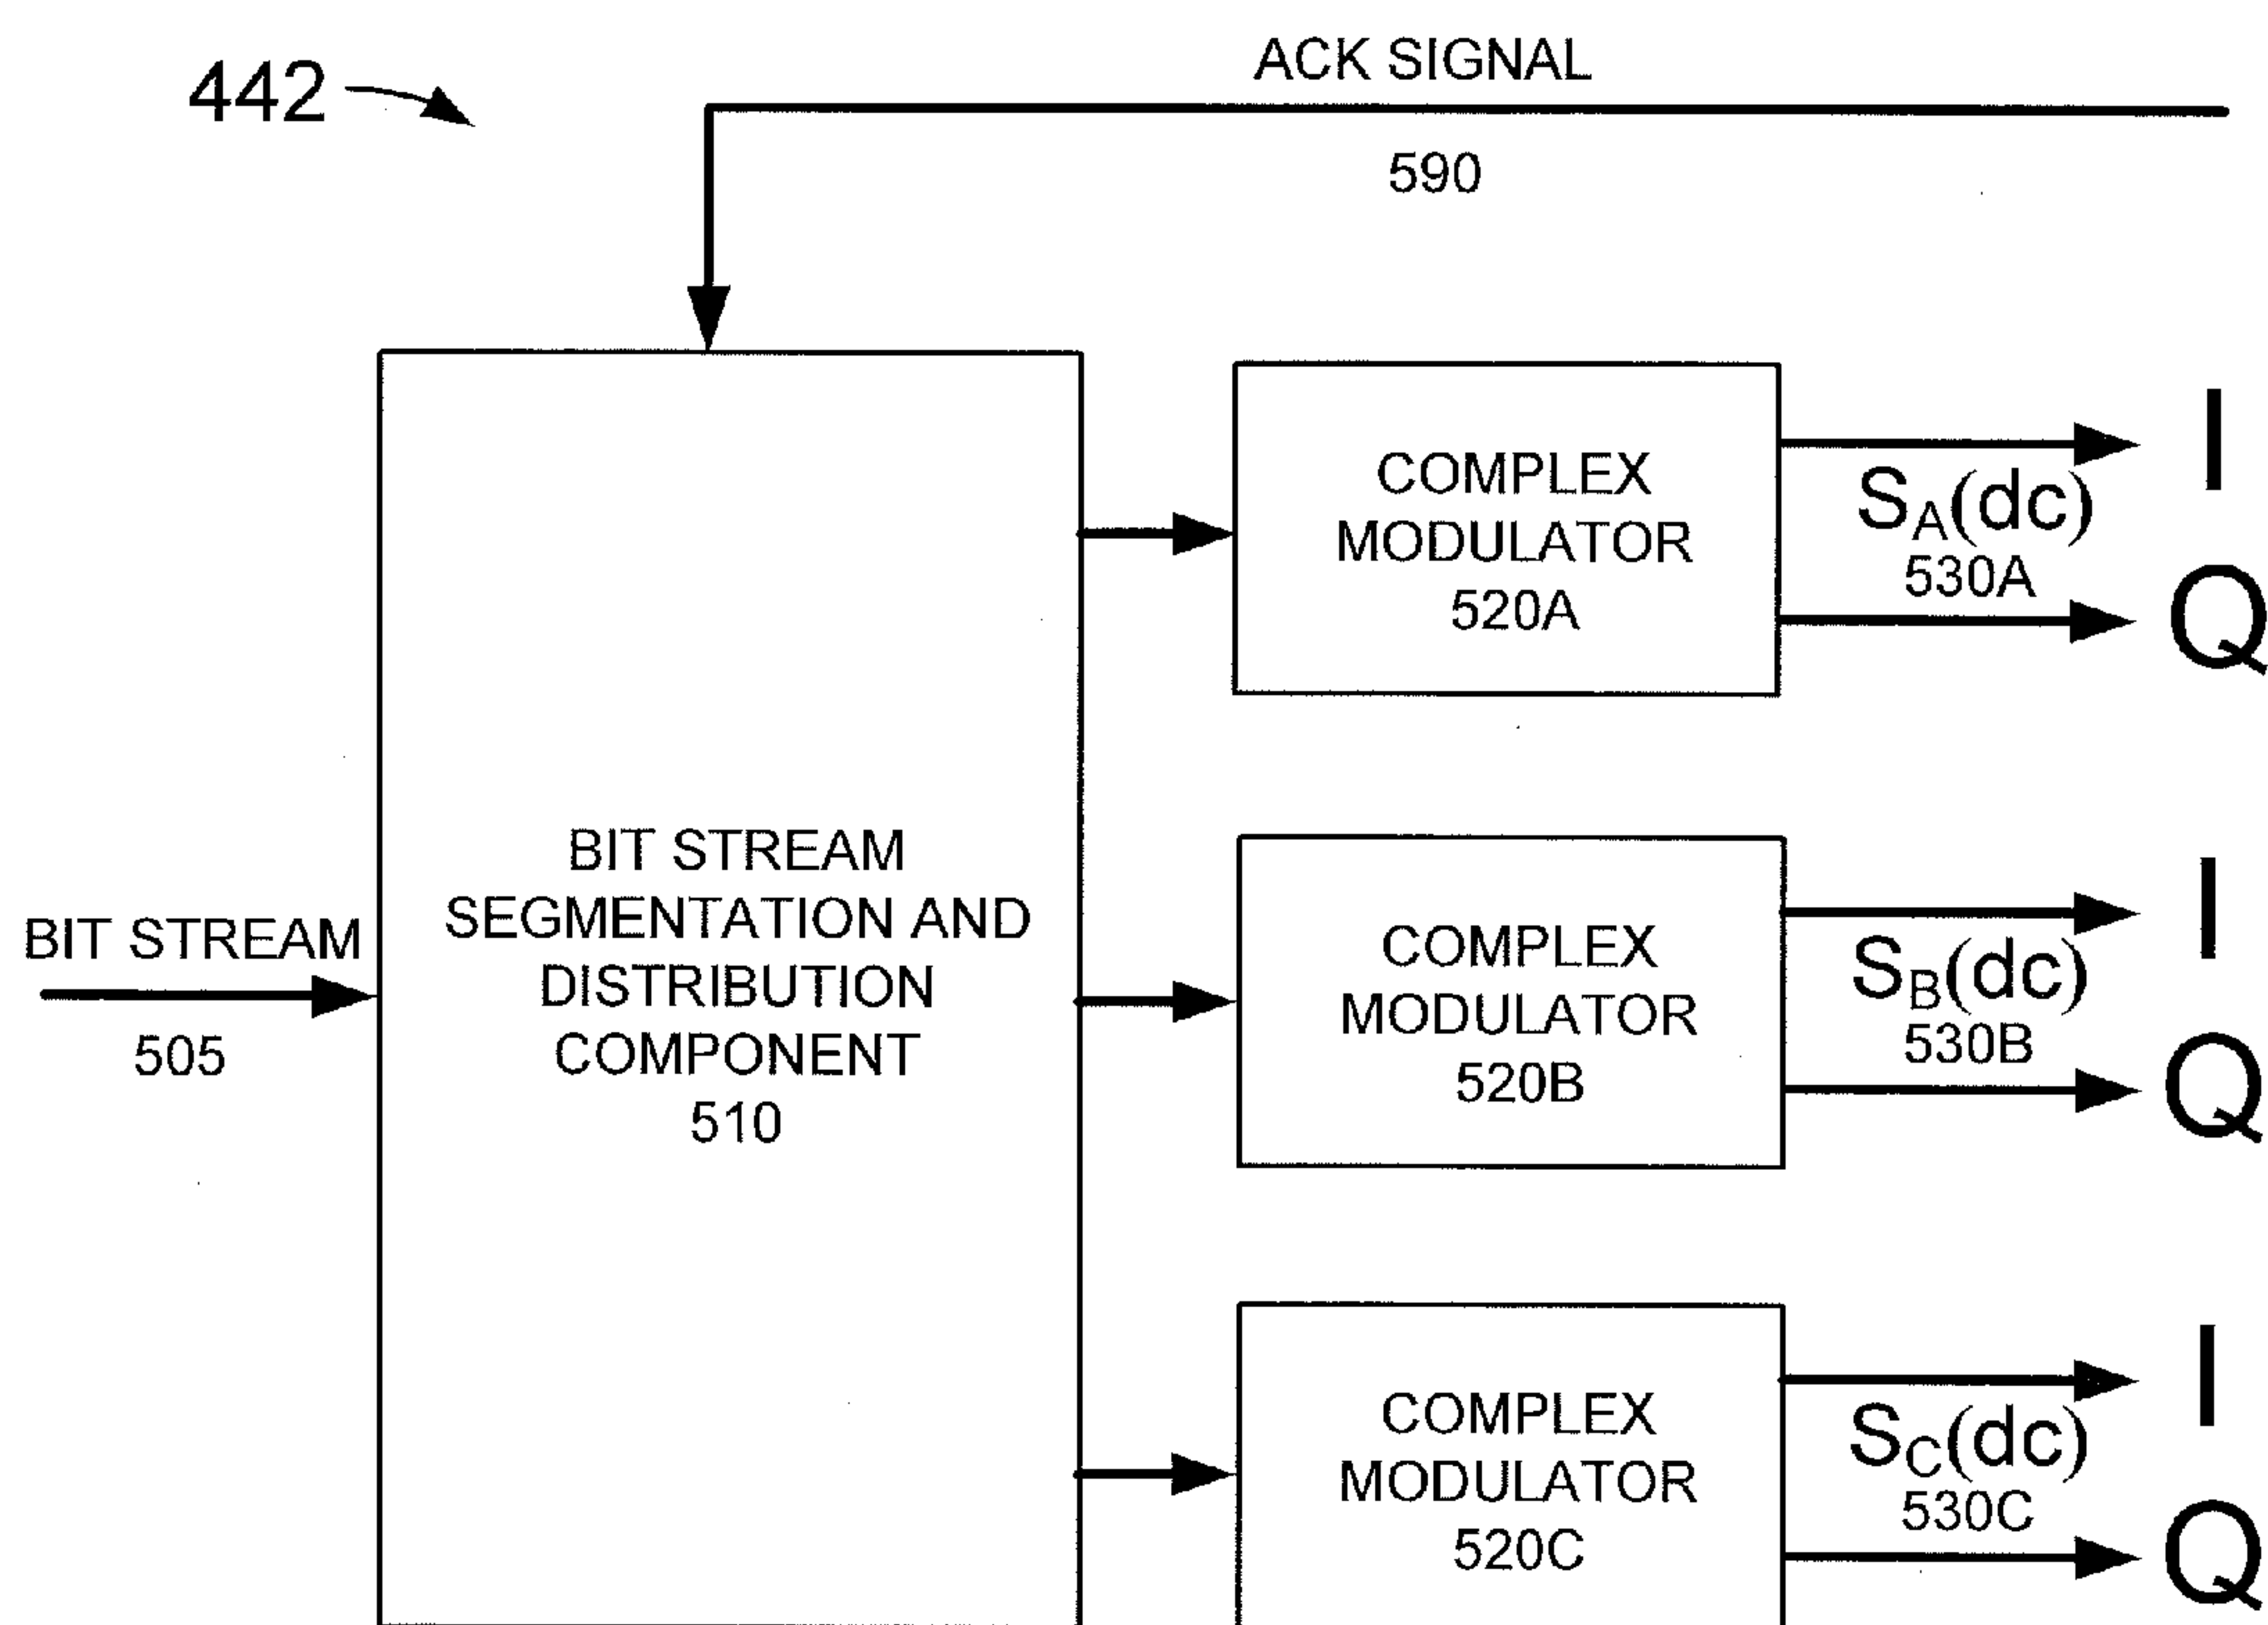 442
ACK SIGNAL
590
BIT STREAM
505
BIT STREAM
SEGMENTATION AND
DISTRIBUTION
COMPONENT
510
COMPLEX
MODULATOR
520A
I
SA(dc)
530A
Q
COMPLEX
MODULATOR
520B
I
SB(dc)
530B
Q
COMPLEX
MODULATOR
520C
I
SC(dc)
530C
Q